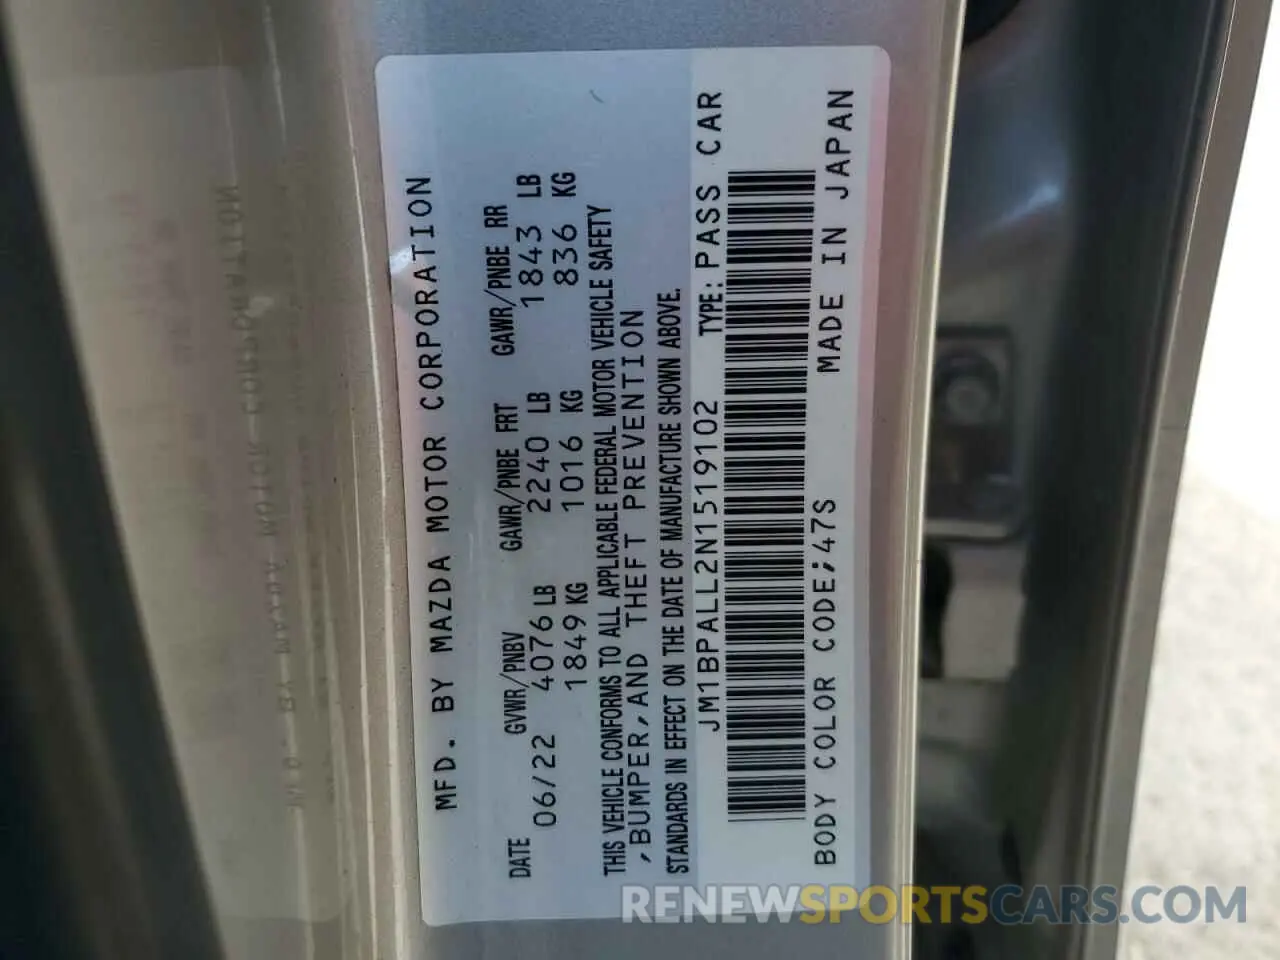 MFD. BY MAZDA MOTOR CORPORATION
DATE GVWR/PNBV GAWR/PNBE FRT GAWR/PNBE RR
06/22 4076 LB 2240 LB 1843 LB
1849 KG 1016 KG 836 KG
THIS VEHICLE CONFORMS TO ALL APPLICABLE FEDERAL MOTOR VEHICLE SAFETY
,BUMPER,AND THEFT PREVENTION
STANDARDS IN EFFECT ON THE DATE OF MANUFACTURE SHOWN ABOVE.
JM1BPALL2N1519102 TYPE: PASS CAR
BODY COLOR CODE;47S MADE IN JAPAN
RENEWSPORTSCARS.COM